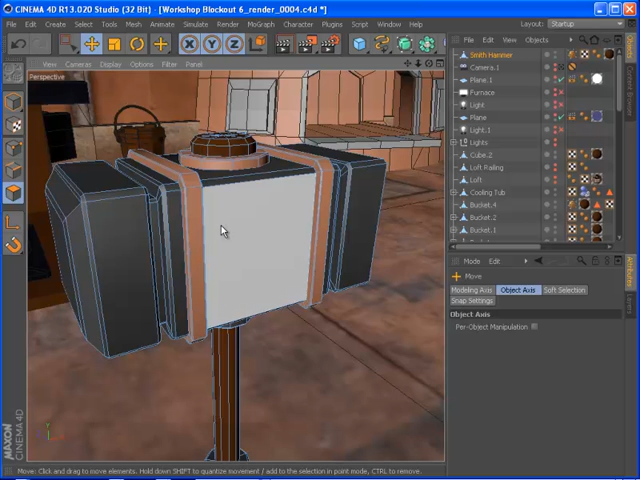 CINEMA 4D R13.020 (32 Bit) - [Workshop Blockout 6_render_0004.c4d *]
File Edit Create Select Tools Mesh Snap Animate Simulate Render MoGraph Character Plugins Script Window Help
Layout: Startup
View Cameras Display Options Filter Panel
Perspective
File Edit View Objects
Smith Hammer
Camera.1
Plane.1
Furnace
Light
Plane
Light.1
Lights
Cube.2
Loft Railing
Loft
Cooling Tub
Bucket.4
Bucket.2
Bucket.1
Content Browser
Mode Edit
Move
Modeling Axis Object Axis Soft Selection
Snap Settings
Object Axis
Per-Object Manipulation
Attributes
Layers
MAXON
CINEMA 4D
Move: Click and drag to move elements. Hold down SHIFT to quantize movement / add to the selection in point mode, CTRL to remove.